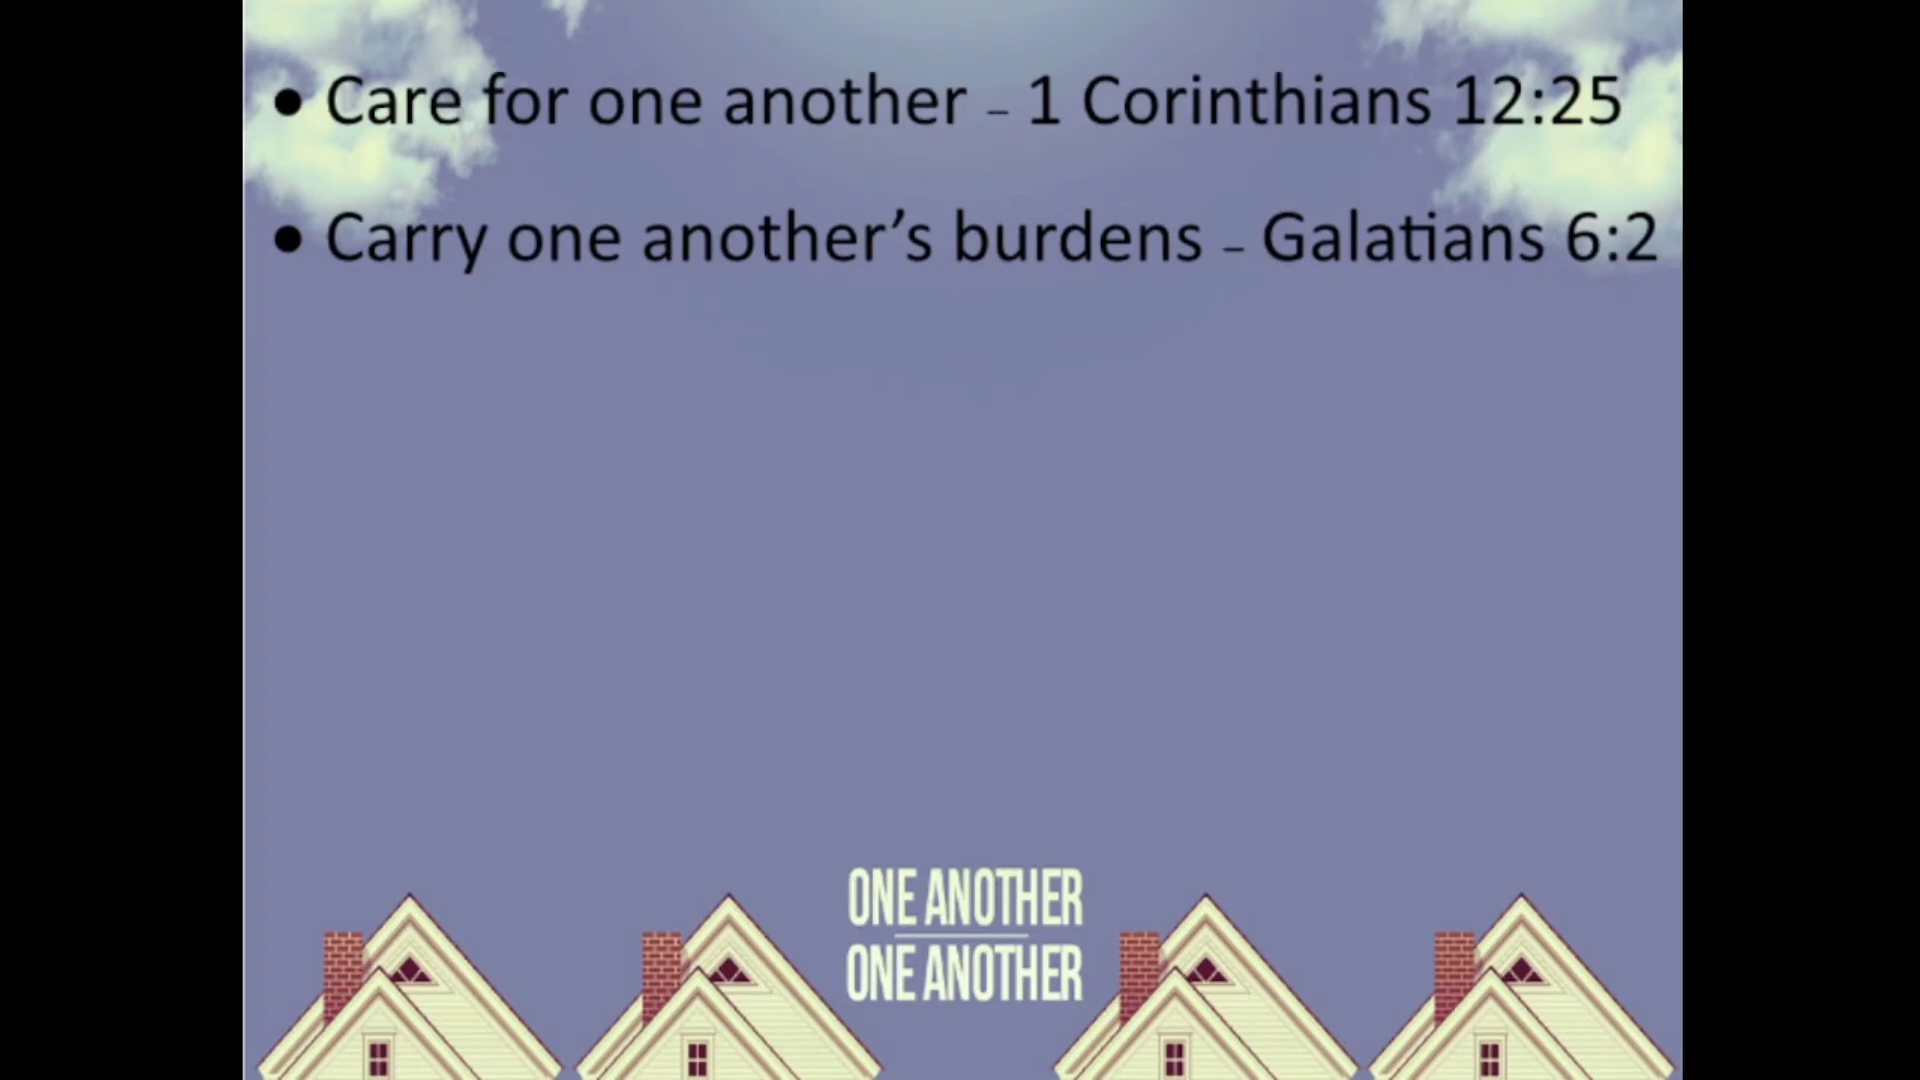 • Care for one another – 1 Corinthians 12:25
• Carry one another’s burdens – Galatians 6:2
ONE ANOTHER
ONE ANOTHER